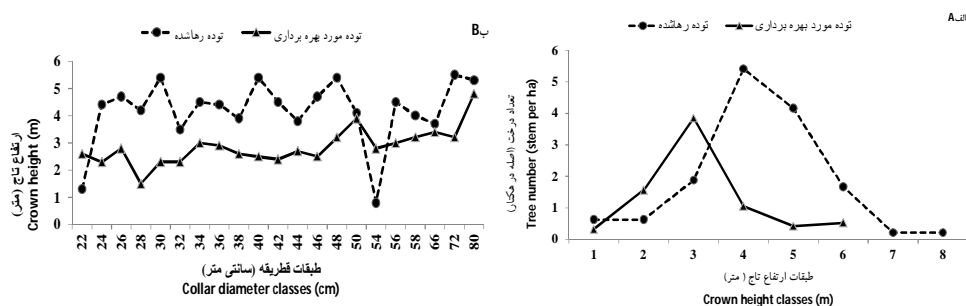 ب B
توده رهاشده
توده مورد بهره برداری
ارتفاع تاج (متر)
Crown height (m)
6
5
4
3
2
1
0
22 24 26 28 30 32 34 36 38 40 42 44 46 48 50 54 56 58 66 72 80
طبقات قطریقه (سانتی متر)
Collar diameter classes (cm)
الف A
توده رهاشده
توده مورد بهره برداری
تعداد درخت (اصله در هکتار)
Tree number (stem per ha)
6
5
4
3
2
1
0
1 2 3 4 5 6 7 8
طبقات ارتفاع تاج ( متر)
Crown height classes (m)